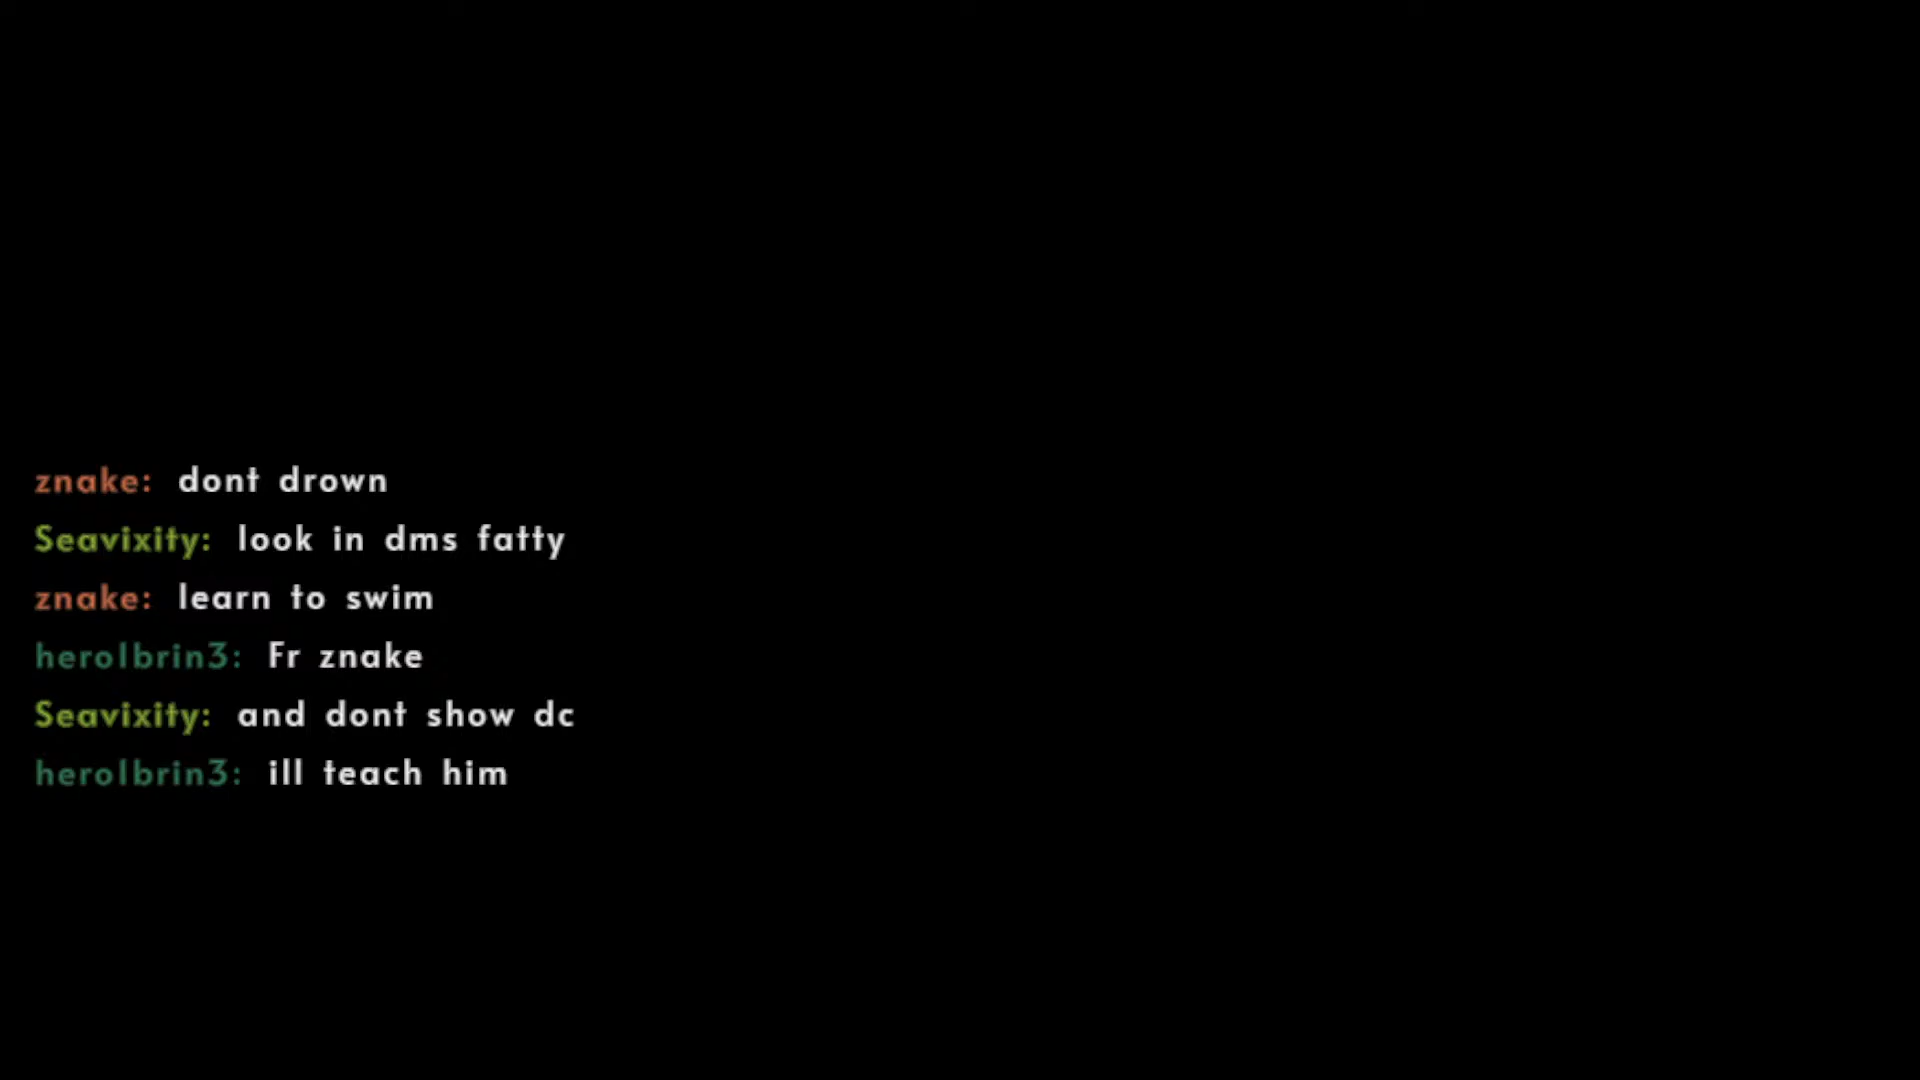 znake: dont drown
Seavixity: look in dms fatty
znake: learn to swim
herolbrin3: Fr znake
Seavixity: and dont show dc
herolbrin3: ill teach him